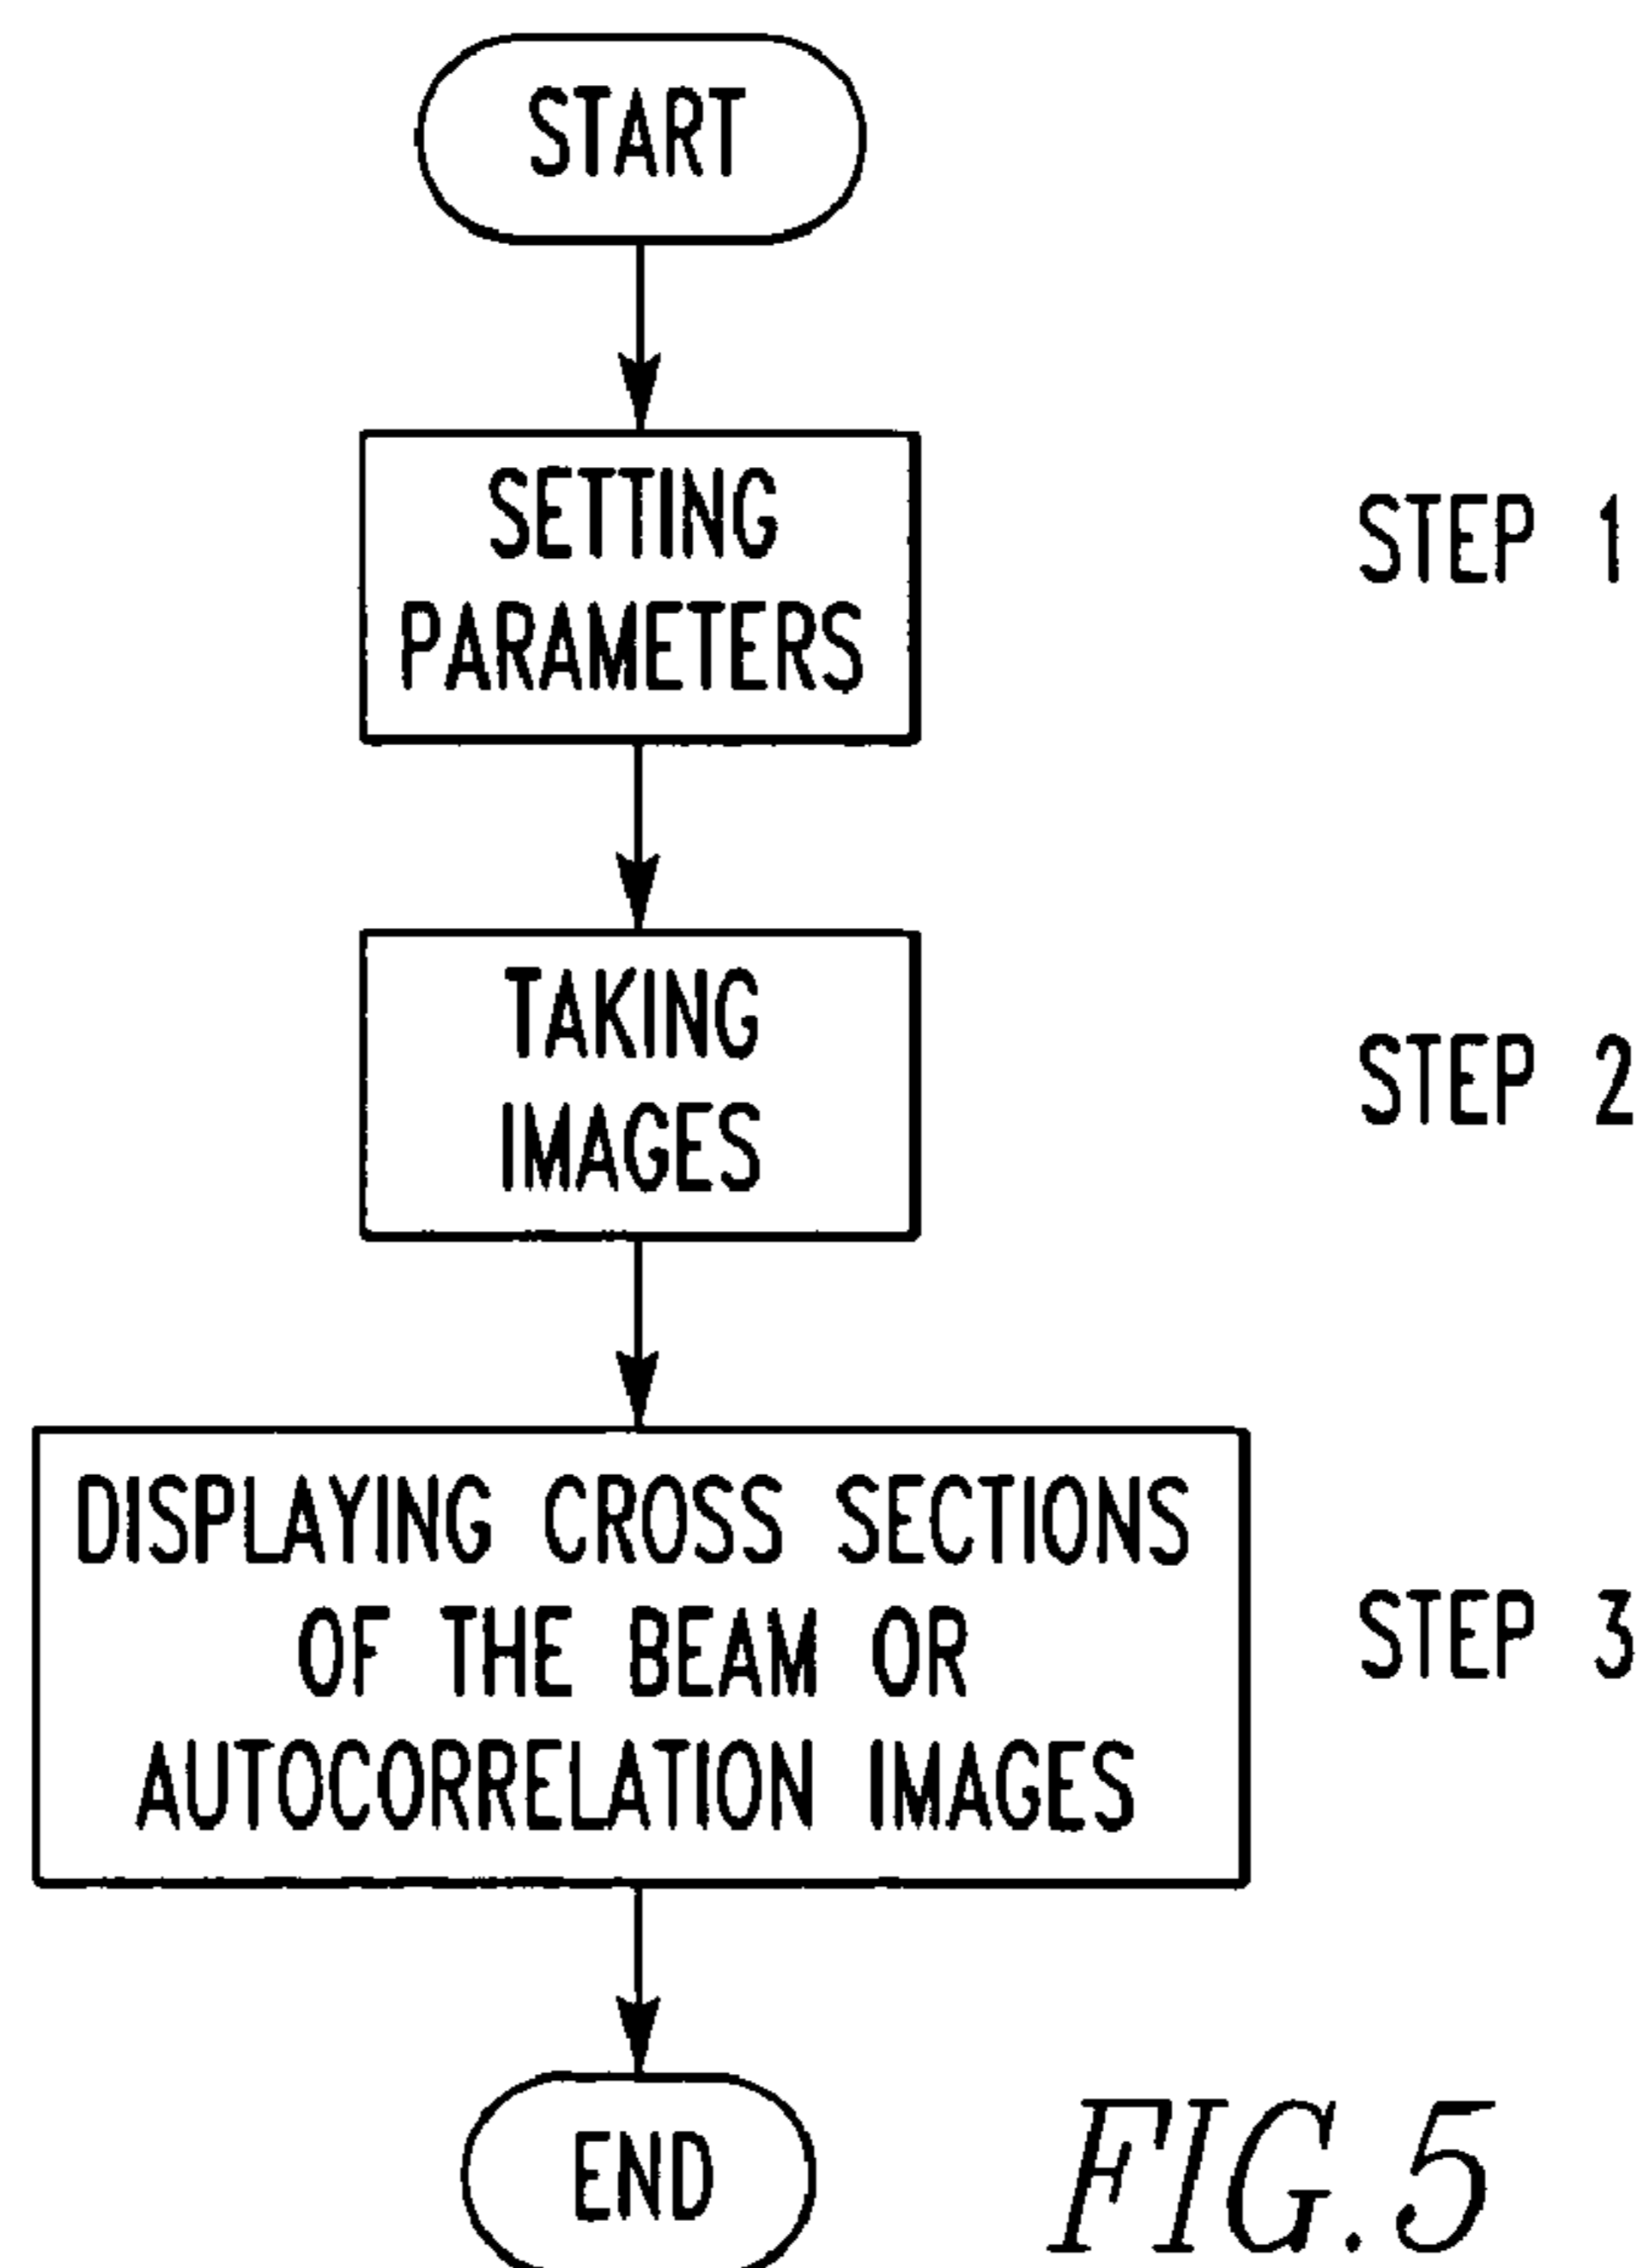 START
SETTING
PARAMETERS
STEP 1
TAKING
IMAGES
STEP 2
DISPLAYING CROSS SECTIONS
OF THE BEAM OR
AUTOCORRELATION IMAGES
STEP 3
END
FIG.5